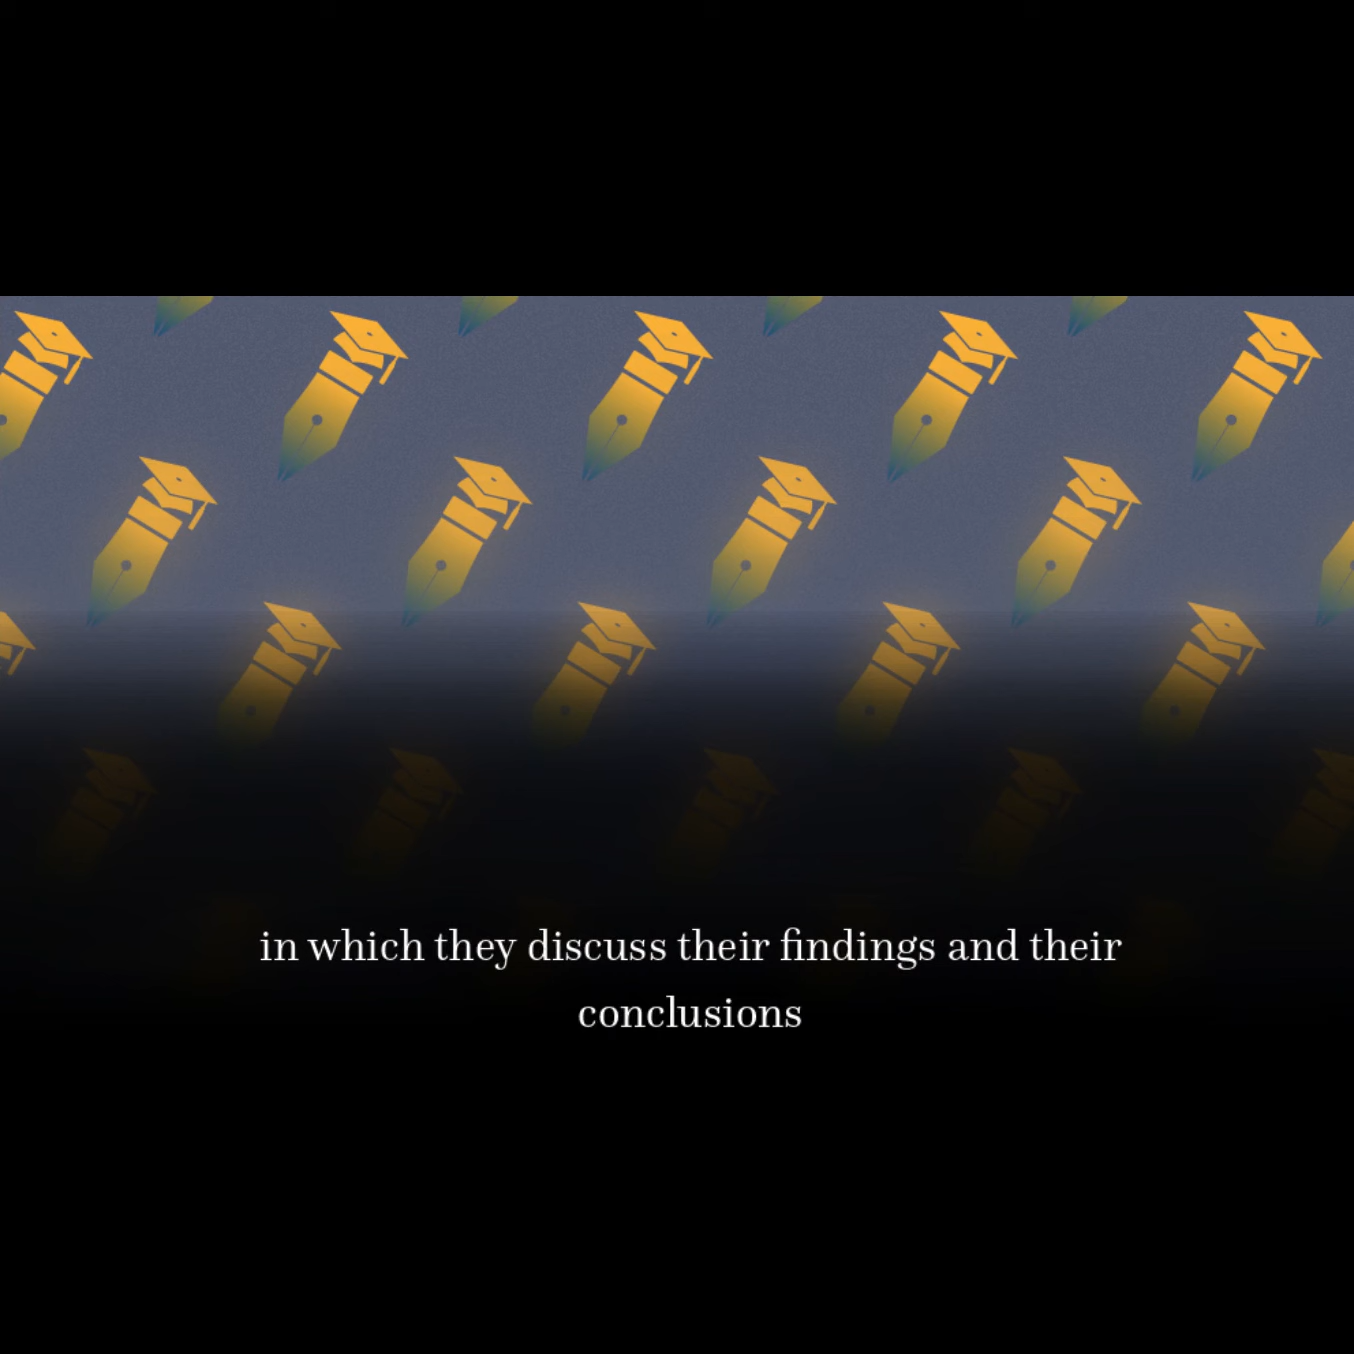 in which they discuss their findings and their
conclusions